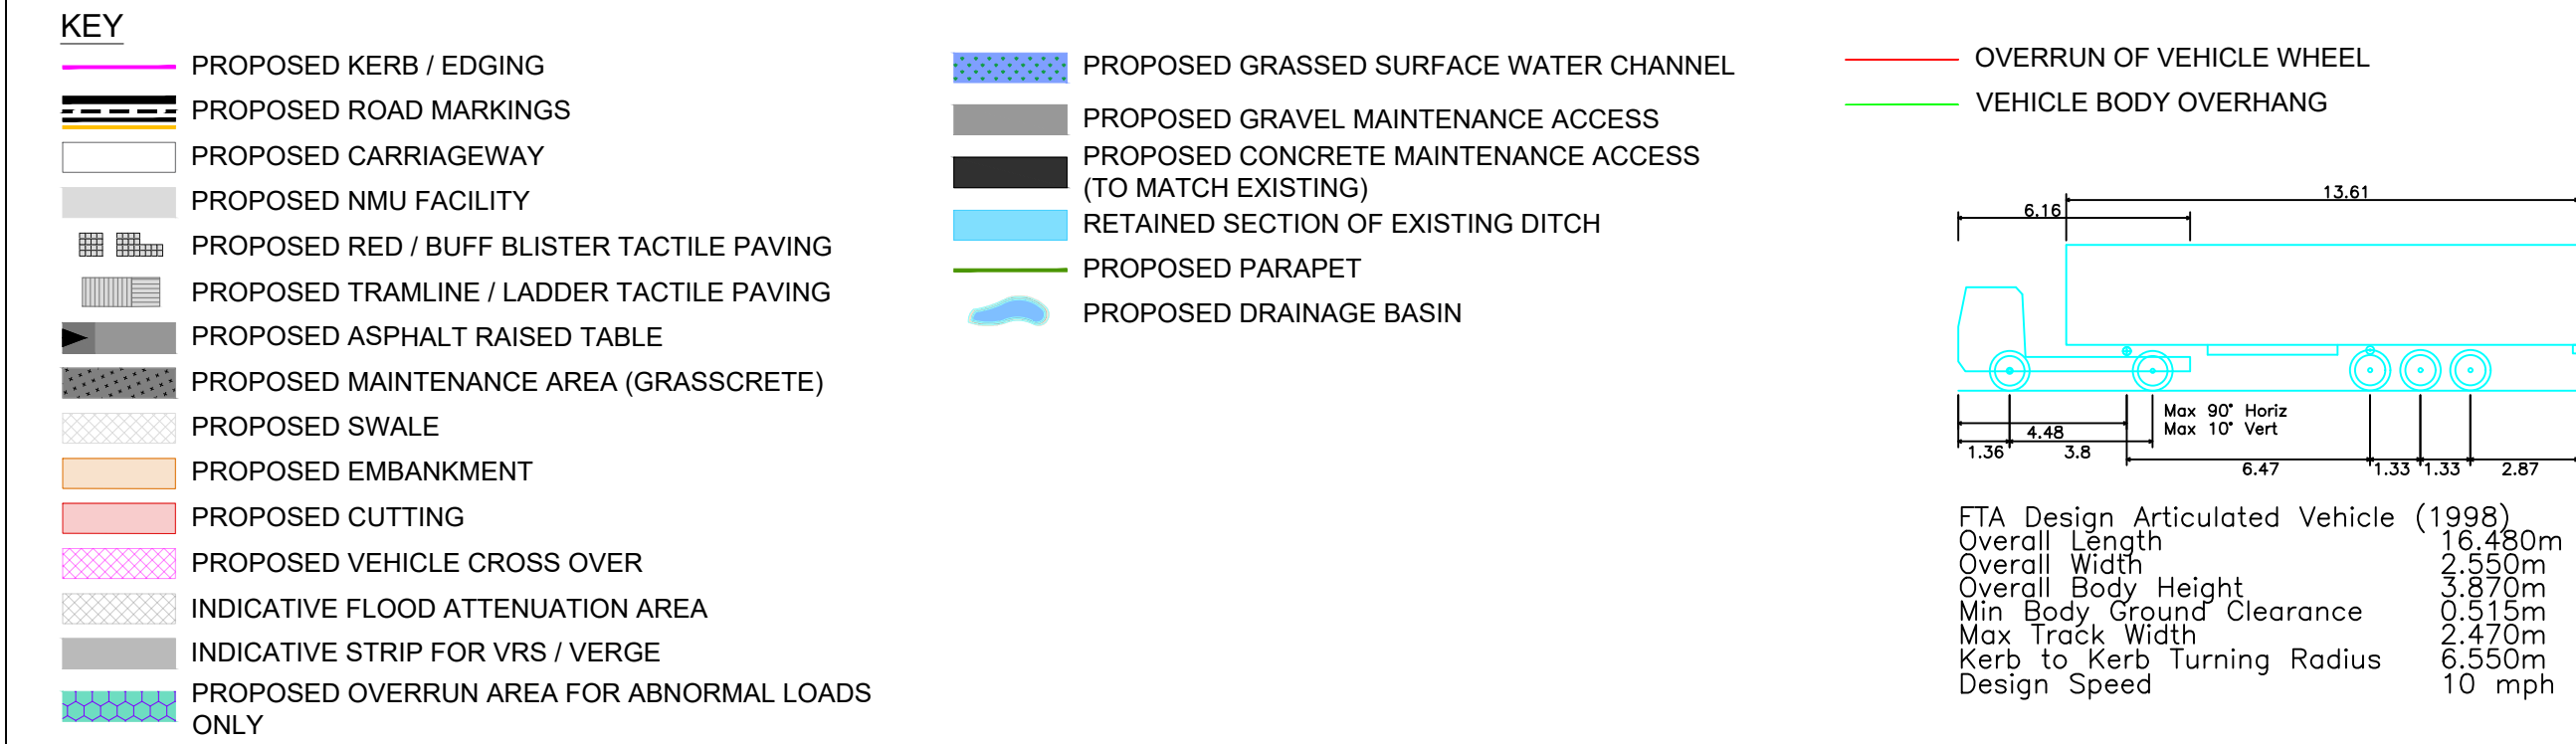 KEY
PROPOSED KERB / EDGING
PROPOSED ROAD MARKINGS
PROPOSED CARRIAGEWAY
PROPOSED NMU FACILITY
PROPOSED RED / BUFF BLISTER TACTILE PAVING
PROPOSED TRAMLINE / LADDER TACTILE PAVING
PROPOSED ASPHALT RAISED TABLE
PROPOSED MAINTENANCE AREA (GRASSCRETE)
PROPOSED SWALE
PROPOSED EMBANKMENT
PROPOSED CUTTING
PROPOSED VEHICLE CROSS OVER
INDICATIVE FLOOD ATTENUATION AREA
INDICATIVE STRIP FOR VRS / VERGE
PROPOSED OVERRUN AREA FOR ABNORMAL LOADS
ONLY
PROPOSED GRASSED SURFACE WATER CHANNEL
PROPOSED GRAVEL MAINTENANCE ACCESS
PROPOSED CONCRETE MAINTENANCE ACCESS
(TO MATCH EXISTING)
RETAINED SECTION OF EXISTING DITCH
PROPOSED PARAPET
PROPOSED DRAINAGE BASIN
OVERRUN OF VEHICLE WHEEL
VEHICLE BODY OVERHANG
13.61
6.16
Max 90° Horiz
Max 10° Vert
4.48
1.36 3.8
6.47 1.33 1.33 2.87
FTA Design Articulated Vehicle (1998)
Overall Length 16.480m
Overall Width 2.550m
Overall Body Height 3.870m
Min Body Ground Clearance 0.515m
Max Track Width 2.470m
Kerb to Kerb Turning Radius 6.550m
Design Speed 10 mph